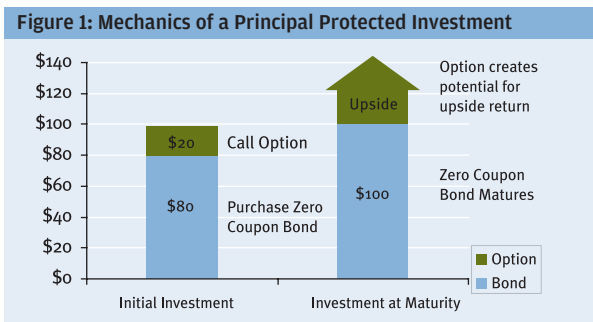 Figure 1: Mechanics of a Principal Protected Investment
$140
$120
$100
$80
$60
$40
$20
$0
$20
Call Option
$80
Purchase Zero
Coupon Bond
Upside
Option creates
potential for
upside return
$100
Zero Coupon
Bond Matures
Option
Bond
Initial Investment
Investment at Maturity